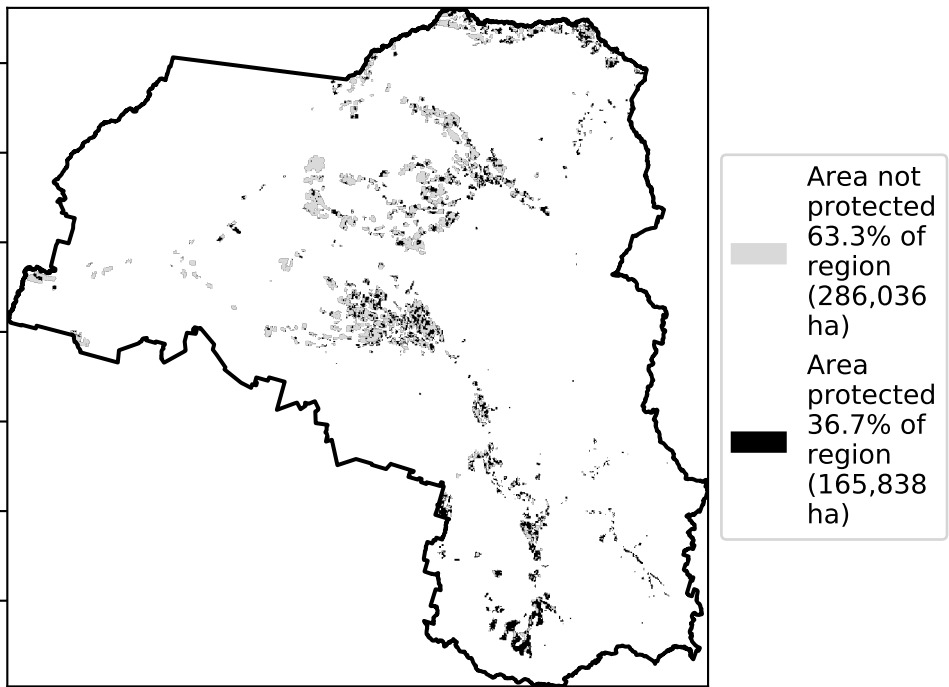 Area not
protected
63.3% of
region
(286,036
ha)
Area
protected
36.7% of
region
(165,838
ha)